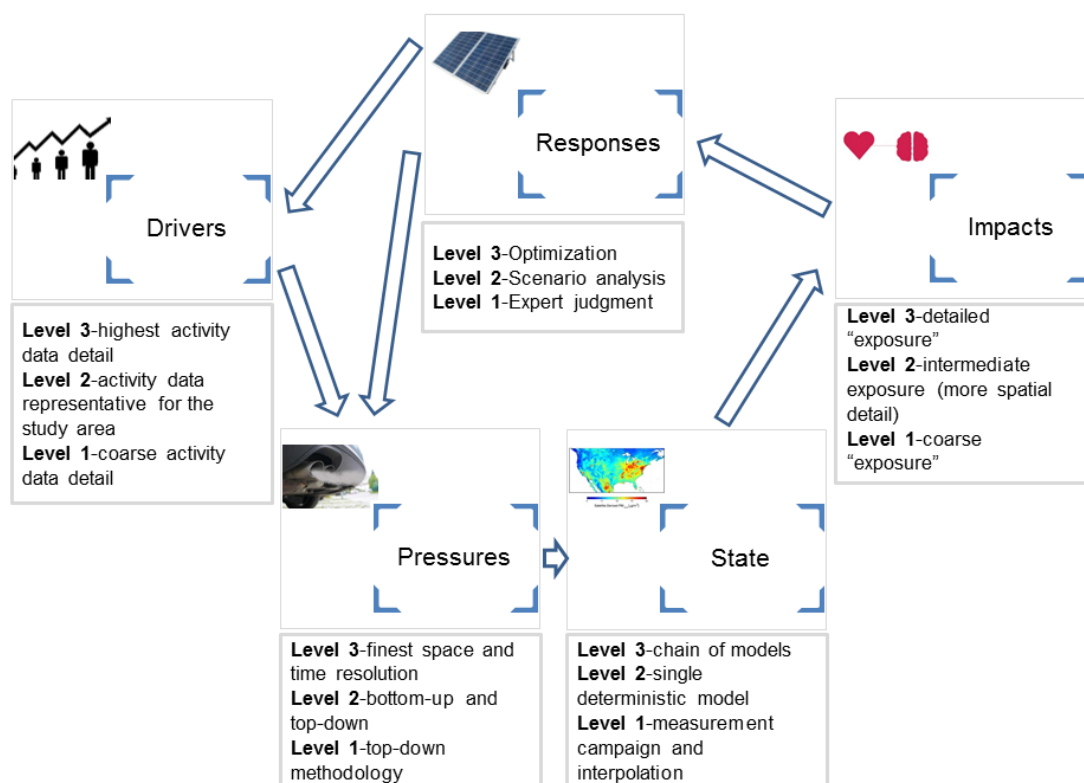 Responses
Level 3-Optimization
Level 2-Scenario analysis
Level 1-Expert judgment
Drivers
Level 3-highest activity
data detail
Level 2-activity data
representative for the
study area
Level 1-coarse activity
data detail
Impacts
Level 3-detailed
“exposure”
Level 2-intermediate
exposure (more spatial
detail)
Level 1-coarse
“exposure”
Pressures
Level 3-finest space and
time resolution
Level 2-bottom-up and
top-down
Level 1-top-down
methodology
State
Level 3-chain of models
Level 2-single
deterministic model
Level 1-measurement
campaign and
interpolation